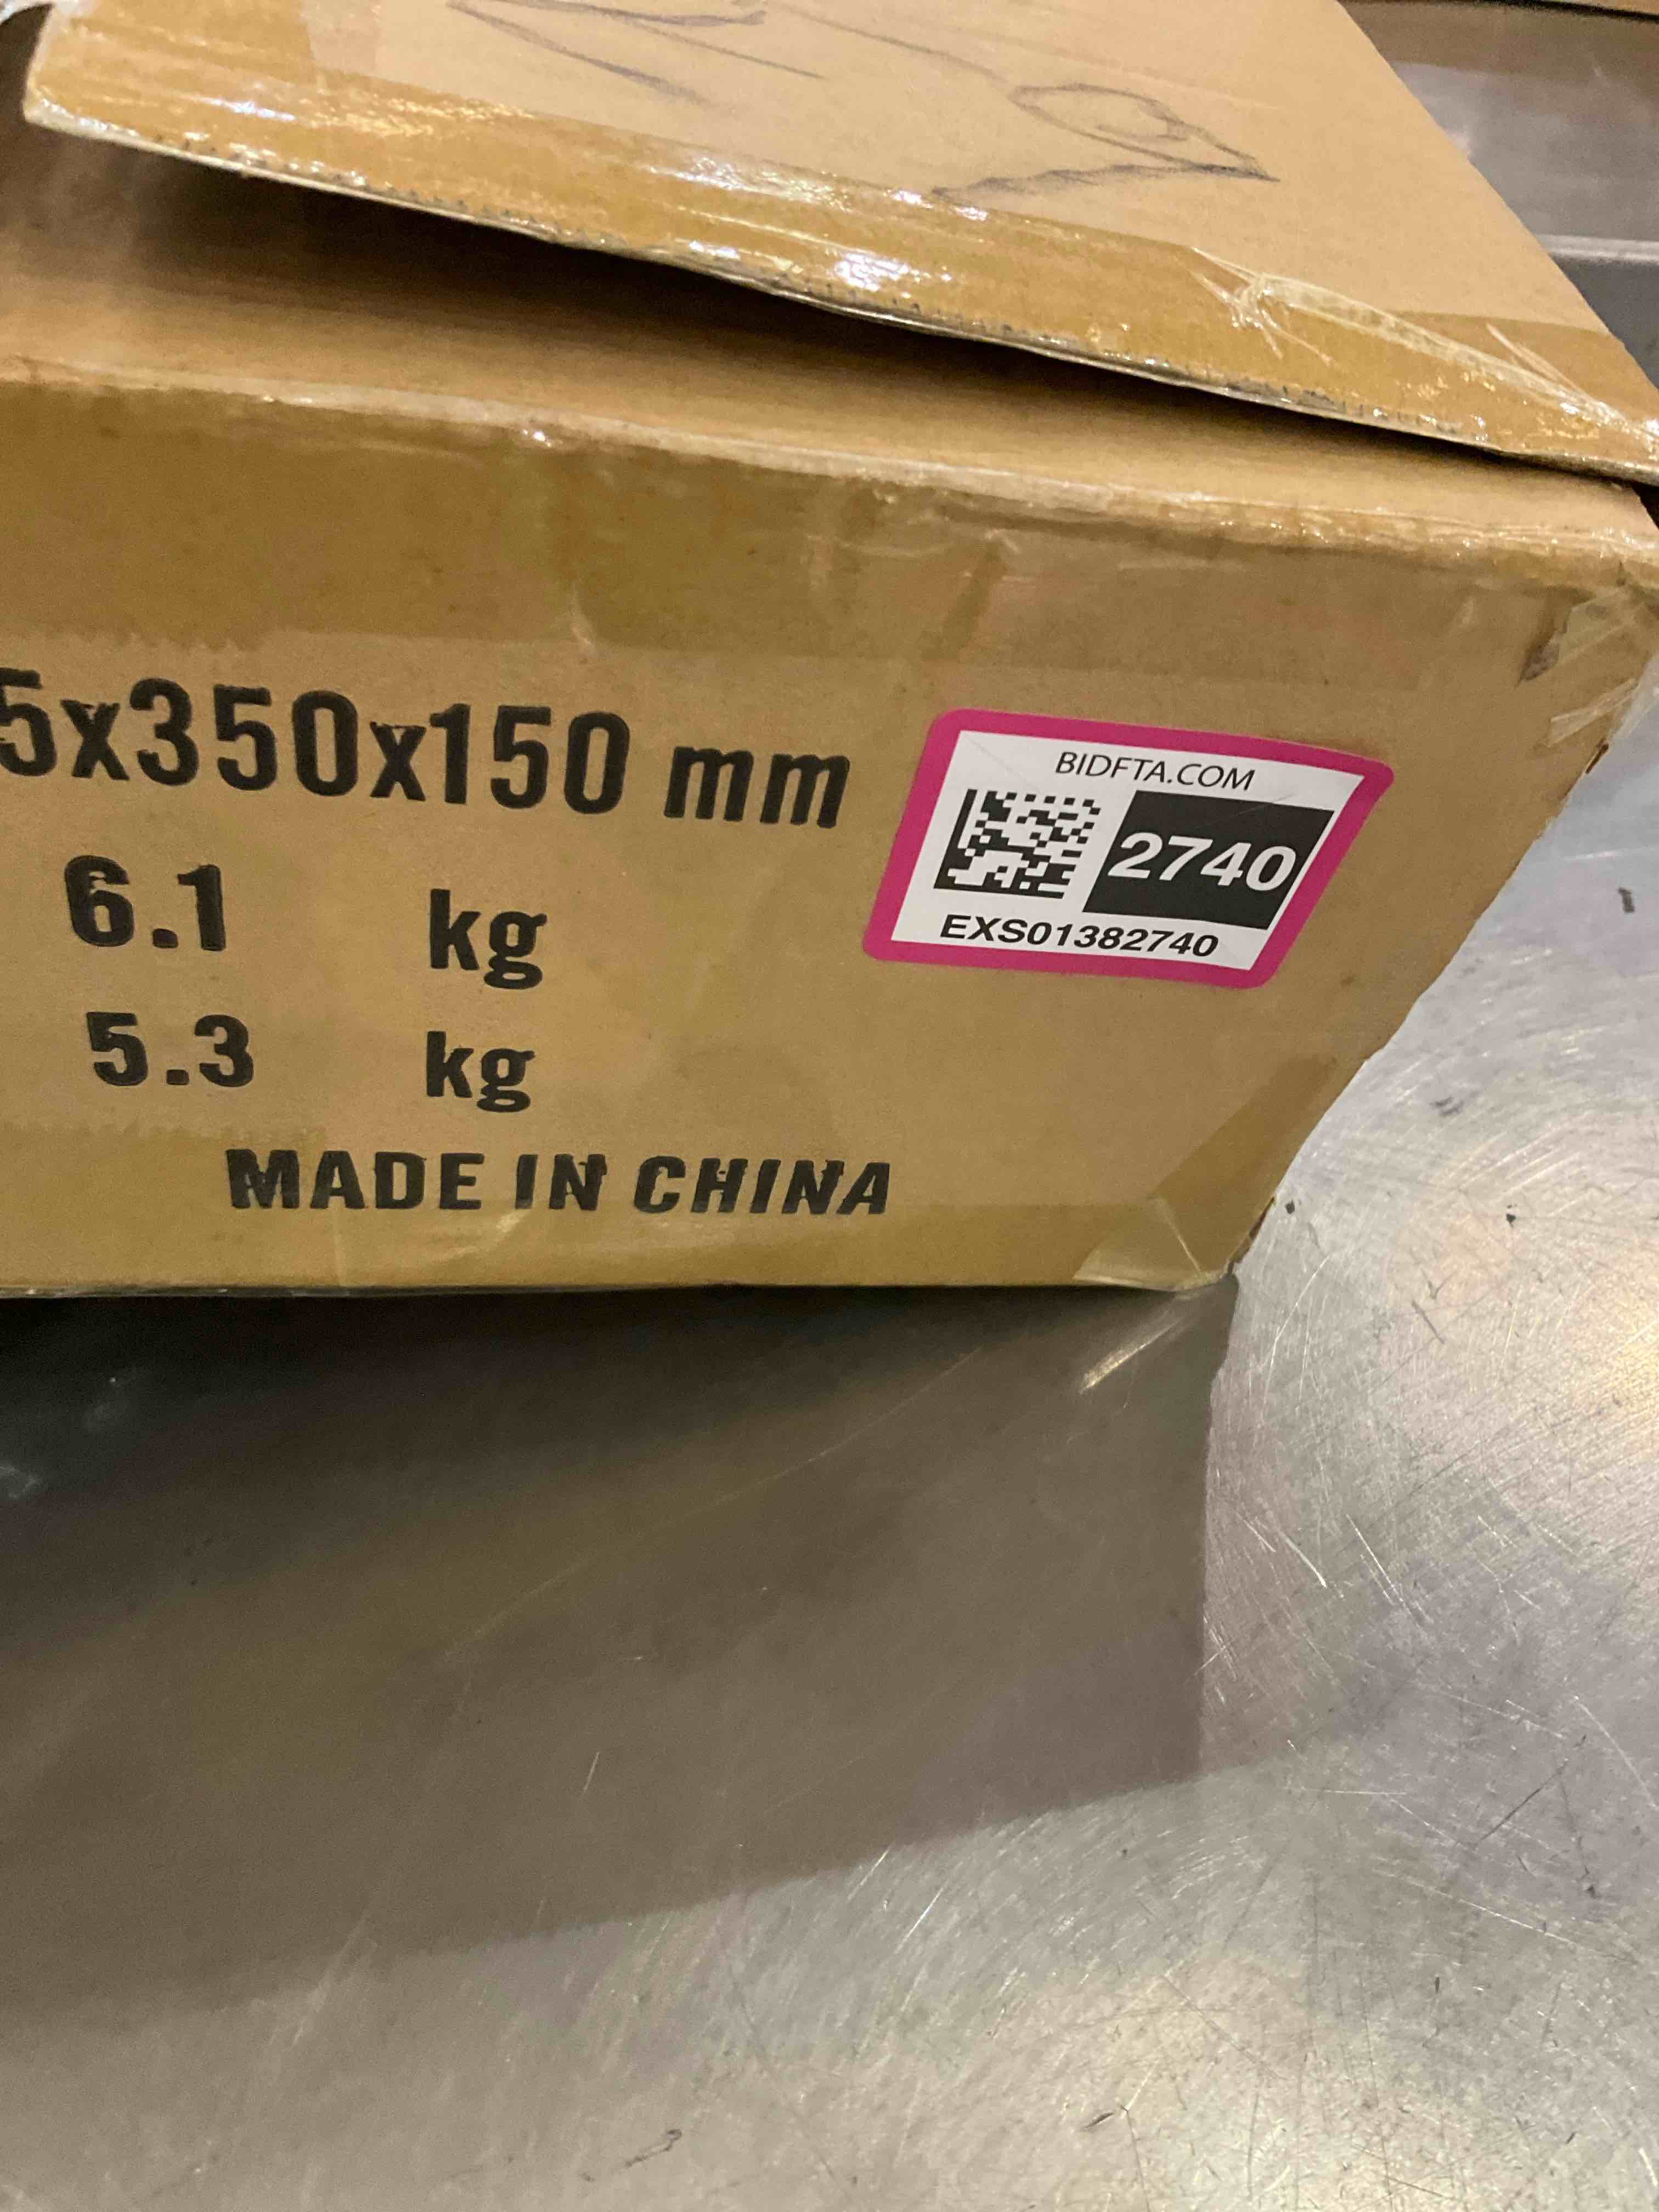 5x350x150 mm
6.1 kg
5.3 kg
MADE IN CHINA
BIDFTA.COM
2740
EXS01382740